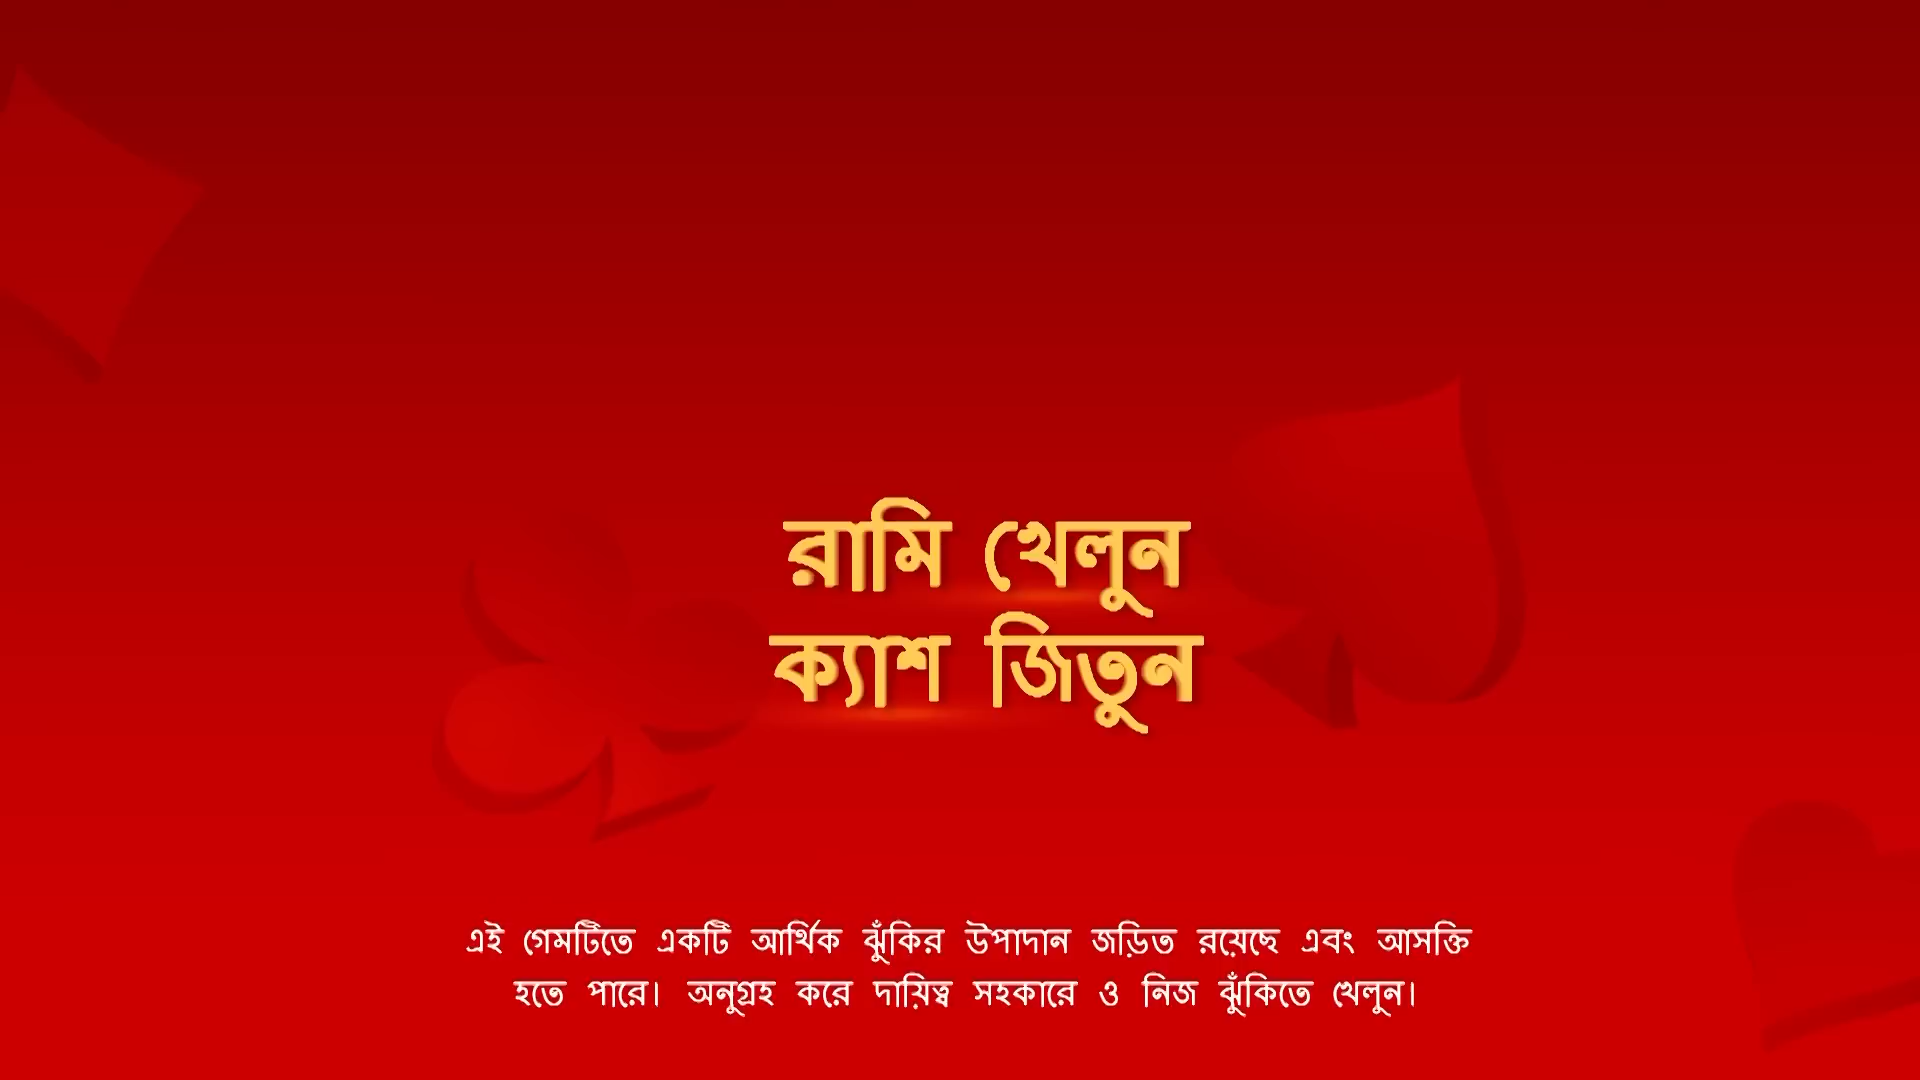 রামি খেলুন
ক্যাশ জিতুন
এই গেমটিতে একটি আর্থিক ঝুঁকির উপাদান জড়িত রয়েছে এবং আসক্তি
হতে পারে। অনুগ্রহ করে দায়িত্ব সহকারে ও নিজ ঝুঁকিতে খেলুন।